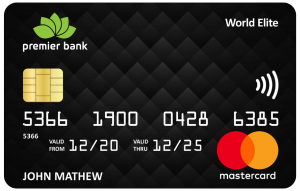 World Elite
premier bank
5366 1900 0428 6385
5366
VALID FROM 12/20 VALID THRU 12/25
JOHN MATHEW
mastercard